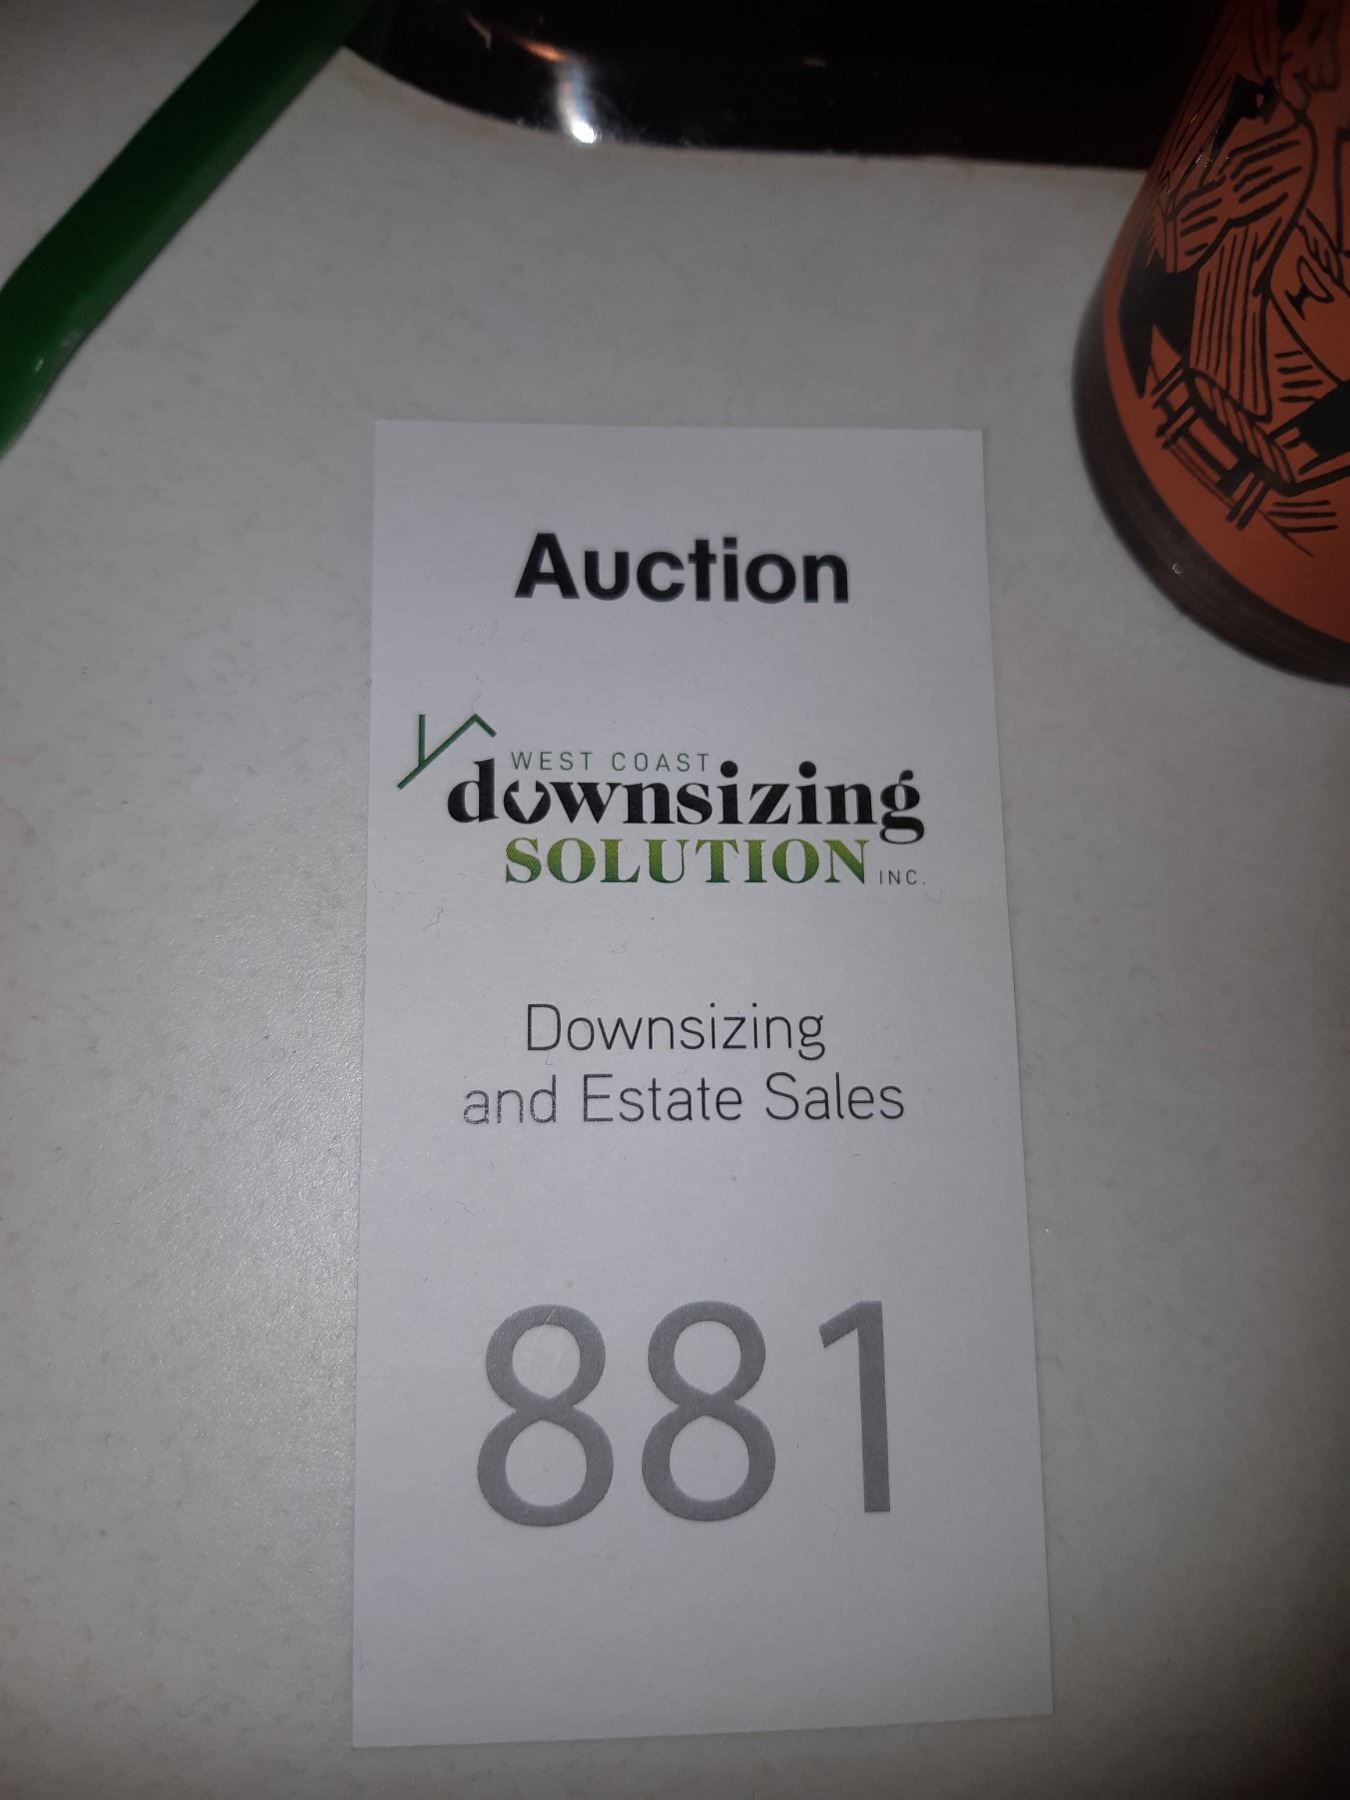 Auction
WEST COAST
downsizing
SOLUTION INC.
Downsizing
and Estate Sales
881